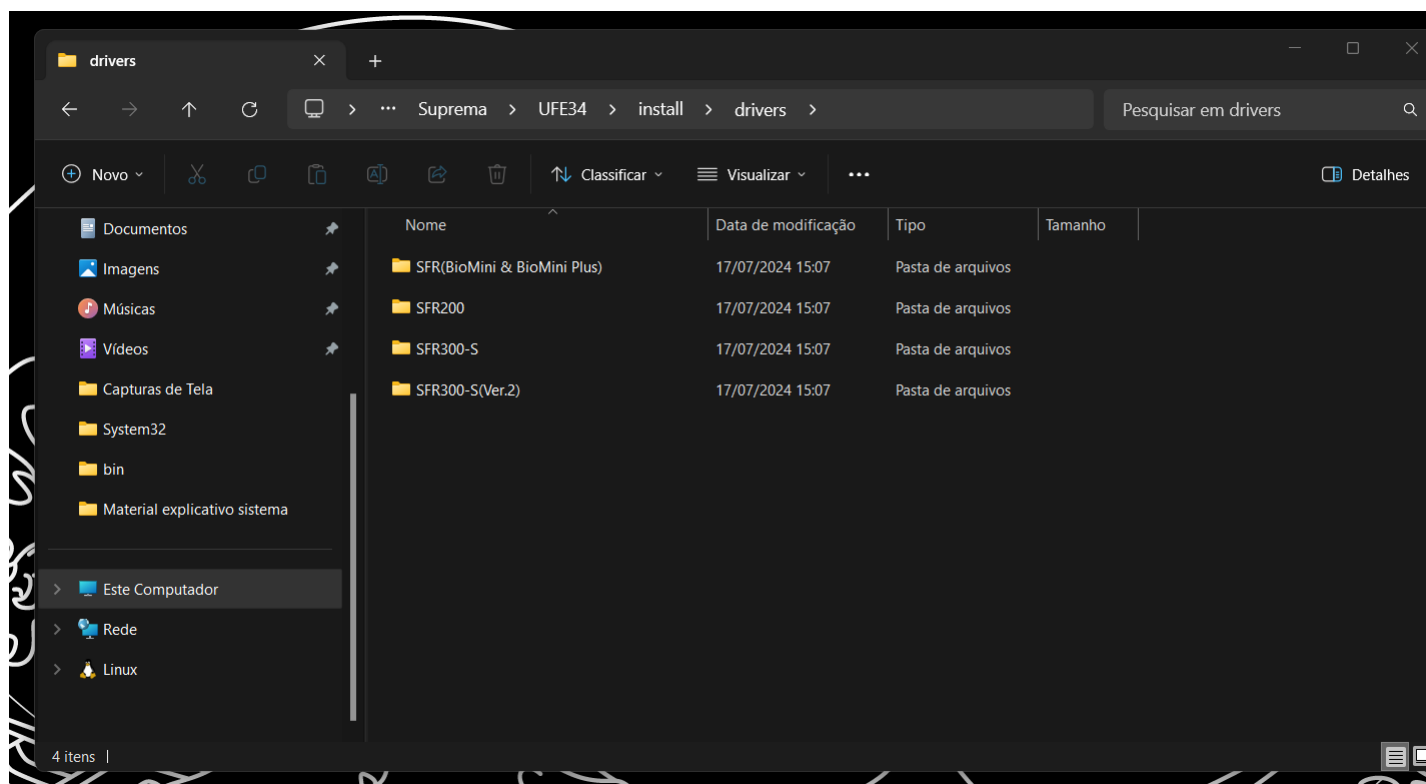 drivers
Suprema > UFE34 > install > drivers >
Pesquisar em drivers
Novo
Classificar
Visualizar
Detalhes
Documentos
Imagens
Músicas
Vídeos
Capturas de Tela
System32
bin
Material explicativo sistema
Este Computador
Rede
Linux
Nome Data de modificação Tipo Tamanho
SFR(BioMini & BioMini Plus) 17/07/2024 15:07 Pasta de arquivos
SFR200 17/07/2024 15:07 Pasta de arquivos
SFR300-S 17/07/2024 15:07 Pasta de arquivos
SFR300-S(Ver.2) 17/07/2024 15:07 Pasta de arquivos
4 itens